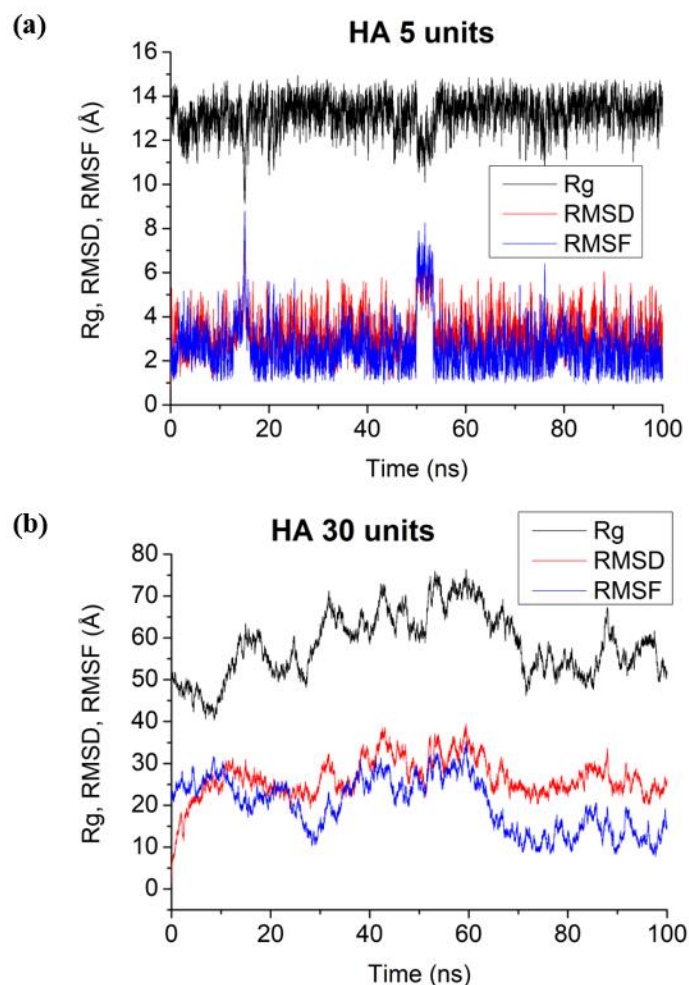 (a)
HA 5 units
Rg, RMSD, RMSF (Å)
16
14
12
10
8
6
4
2
0
Rg
RMSD
RMSF
0 20 40 60 80 100
Time (ns)
(b)
HA 30 units
Rg, RMSD, RMSF (Å)
80
70
60
50
40
30
20
10
0
Rg
RMSD
RMSF
0 20 40 60 80 100
Time (ns)